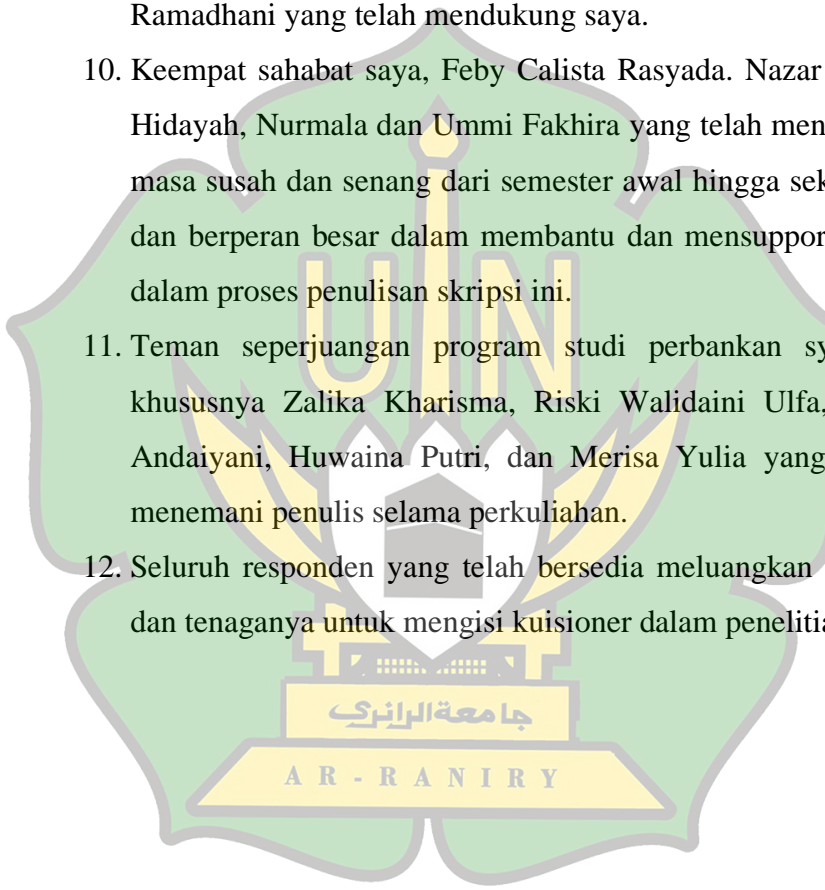 Ramadhani yang telah mendukung saya.
10. Keempat sahabat saya, Feby Calista Rasyada. Nazar
Hidayah, Nurmala dan Ummi Fakhira yang telah men
masa susah dan senang dari semester awal hingga sek
dan berperan besar dalam membantu dan mensuppor
dalam proses penulisan skripsi ini.
11. Teman seperjuangan program studi perbankan sy
khususnya Zalika Kharisma, Riski Walidaini Ulfa,
Andaiyani, Huwaina Putri, dan Merisa Yulia yang
menemani penulis selama perkuliahan.
12. Seluruh responden yang telah bersedia meluangkan
dan tenaganya untuk mengisi kuisioner dalam penelitia
UIN
جامعة الرانري
AR-RANIRY